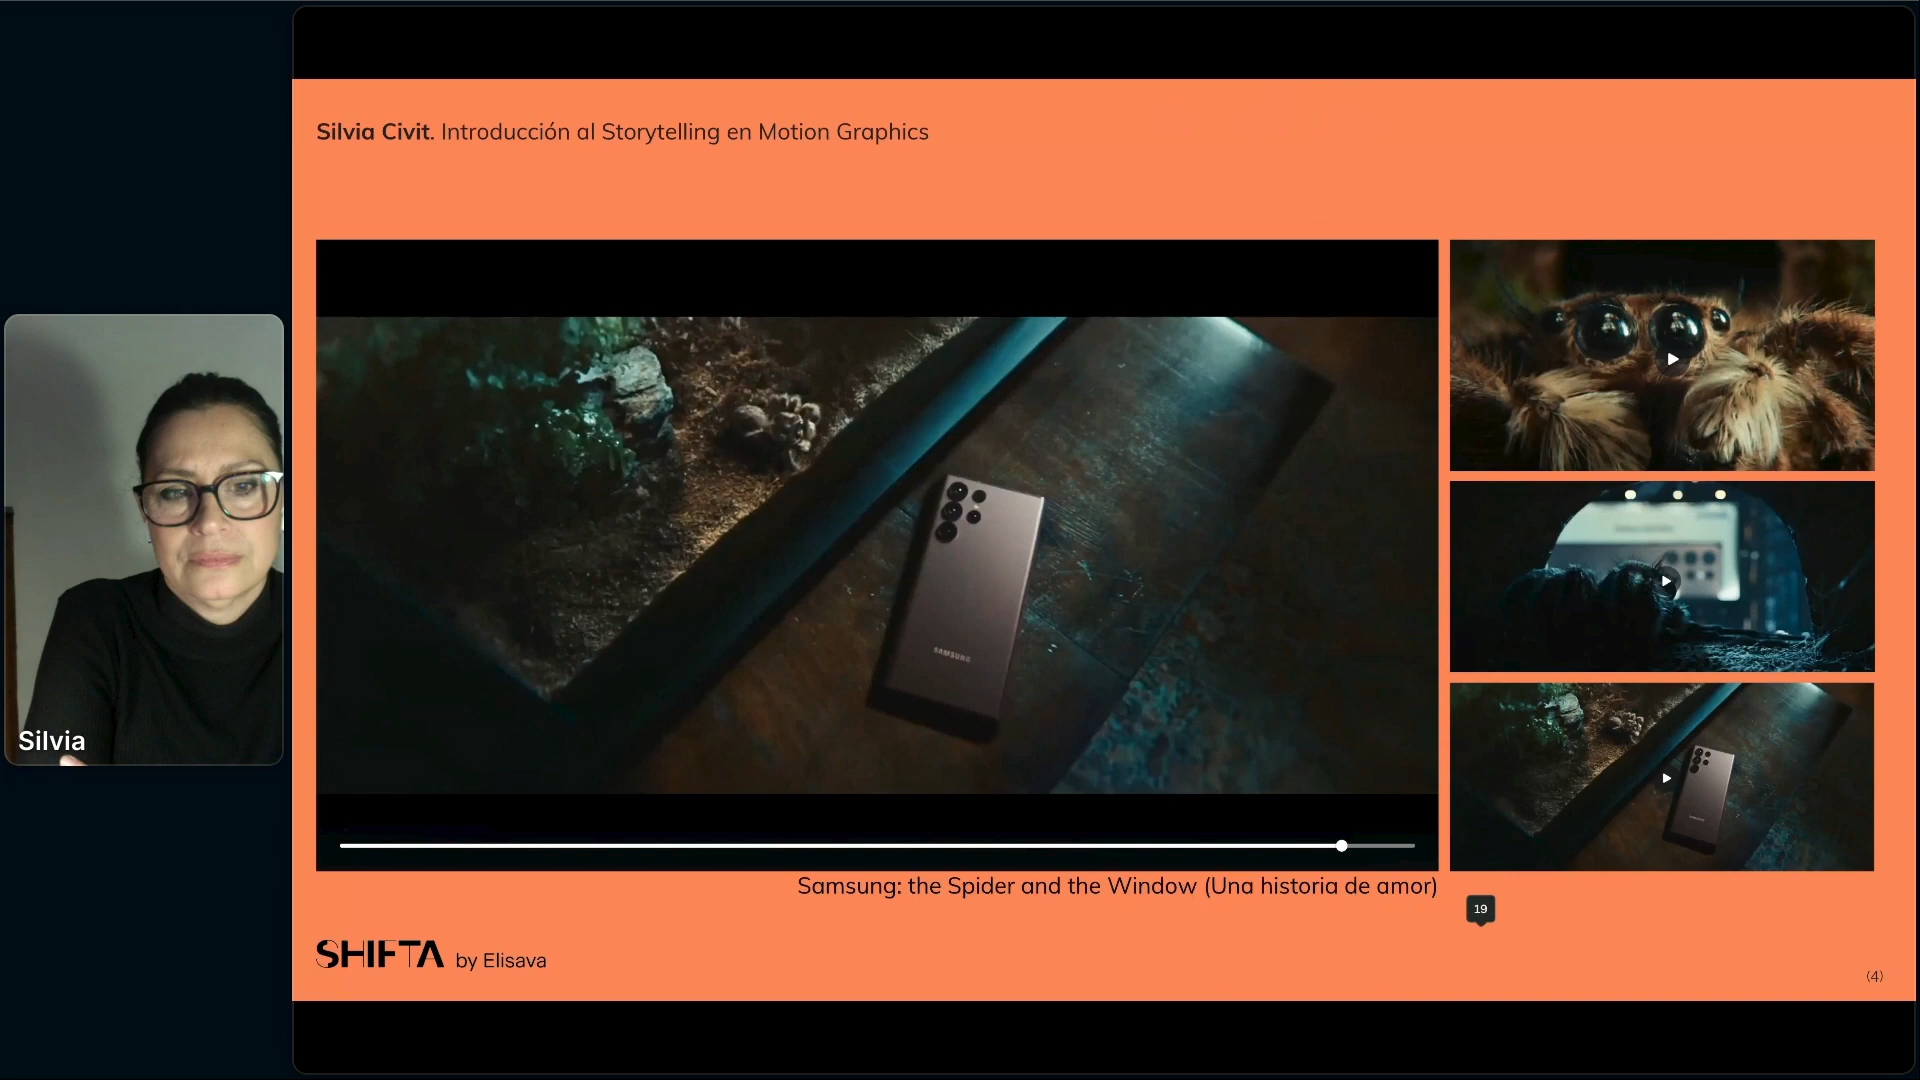 Silvia Civit. Introducción al Storytelling en Motion Graphics
SAMSUNG
Silvia
Samsung: the Spider and the Window (Una historia de amor)
19
SHIFTA by Elisava
(4)